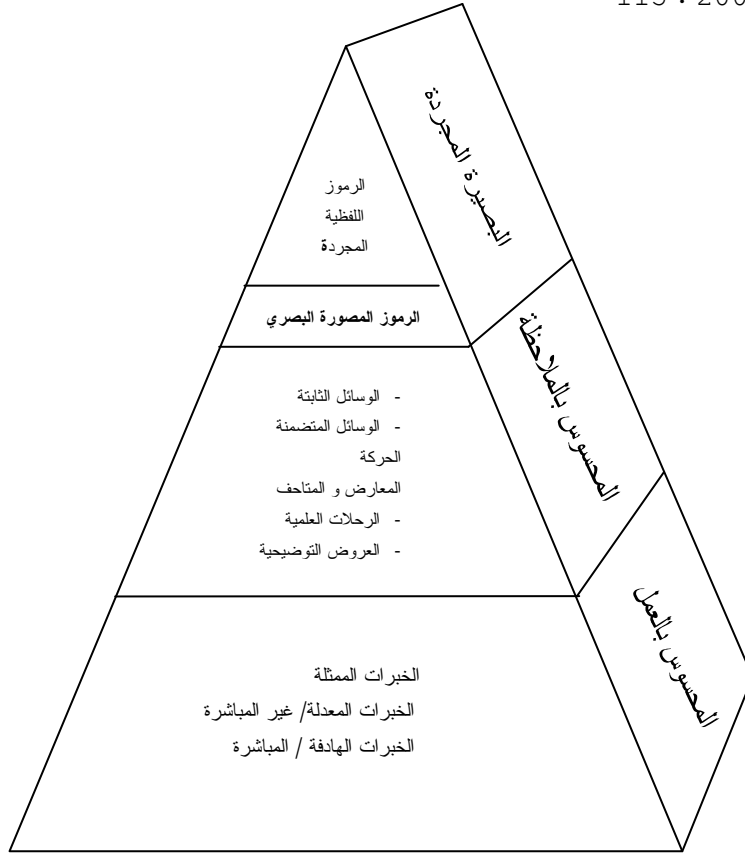 البصيرة المجردة
الرموز
اللفظية
المجردة
الرموز المصورة البصري
المحسوس بالملاحظة
- الوسائل الثابتة
- الوسائل المتضمنة
الحركة
المعارض و المتاحف
- الرحلات العلمية
- العروض التوضيحية
المحسوس بالعمل
الخبرات الممثلة
الخبرات المعدلة/ غير المباشرة
الخبرات الهادفة / المباشرة